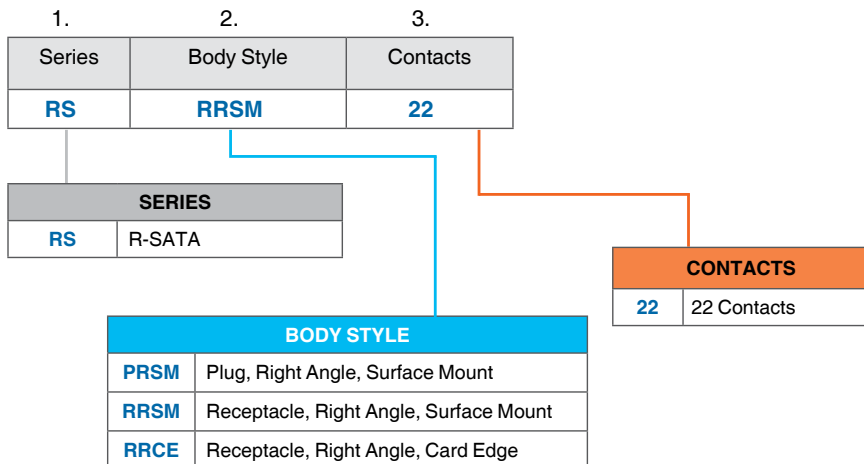 1. 2. 3.
Series Body Style Contacts
RS RRSM 22
SERIES
RS R-SATA
CONTACTS
22 22 Contacts
BODY STYLE
PRSM Plug, Right Angle, Surface Mount
RRSM Receptacle, Right Angle, Surface Mount
RRCE Receptacle, Right Angle, Card Edge